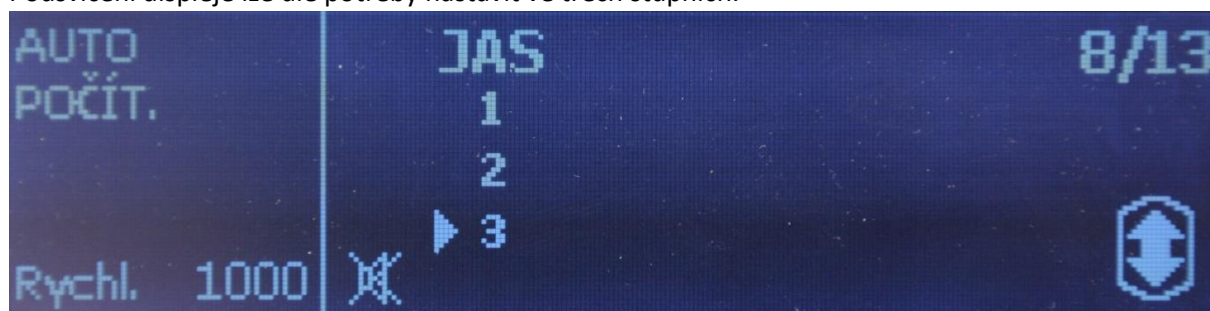 Podsvícení displeje lze dle potřeby nastavit ve třech stupních.
AUTO
POČÍT.
Rychl. 1000
JAS 8/13
1
2
3